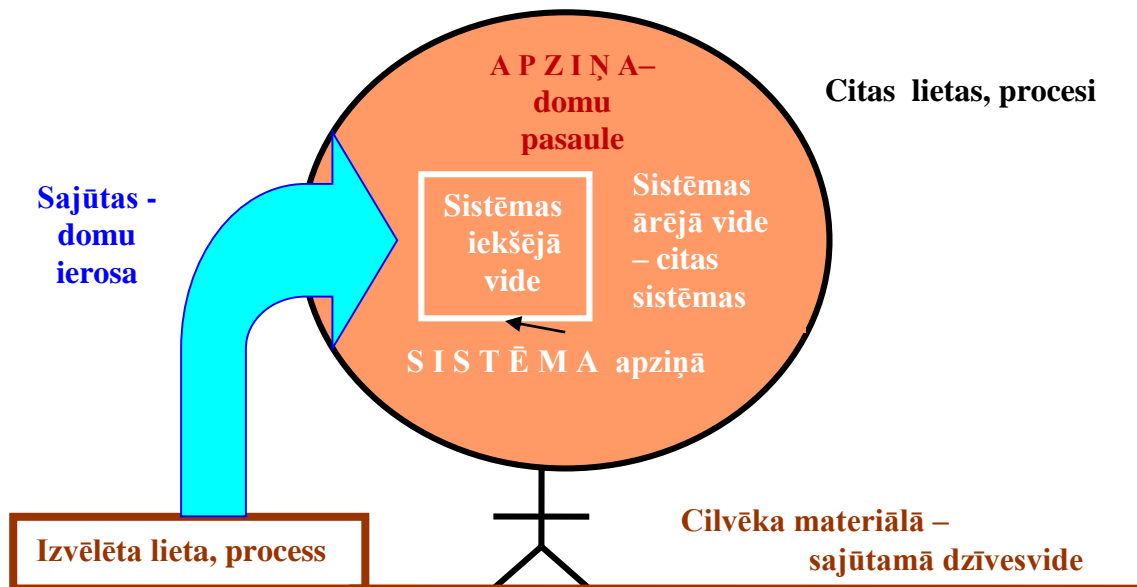 A P Z I Ņ A–
domu
pasaule
Citas lietas, procesi
Sajūtas -
domu
ierosa
Sistēmas
iekšējā
vide
Sistēmas
ārējā vide
– citas
sistēmas
S I S T Ē M A apziņā
Izvēlēta lieta, process
Cilvēka materiālā –
sajūtamā dzīvesvide